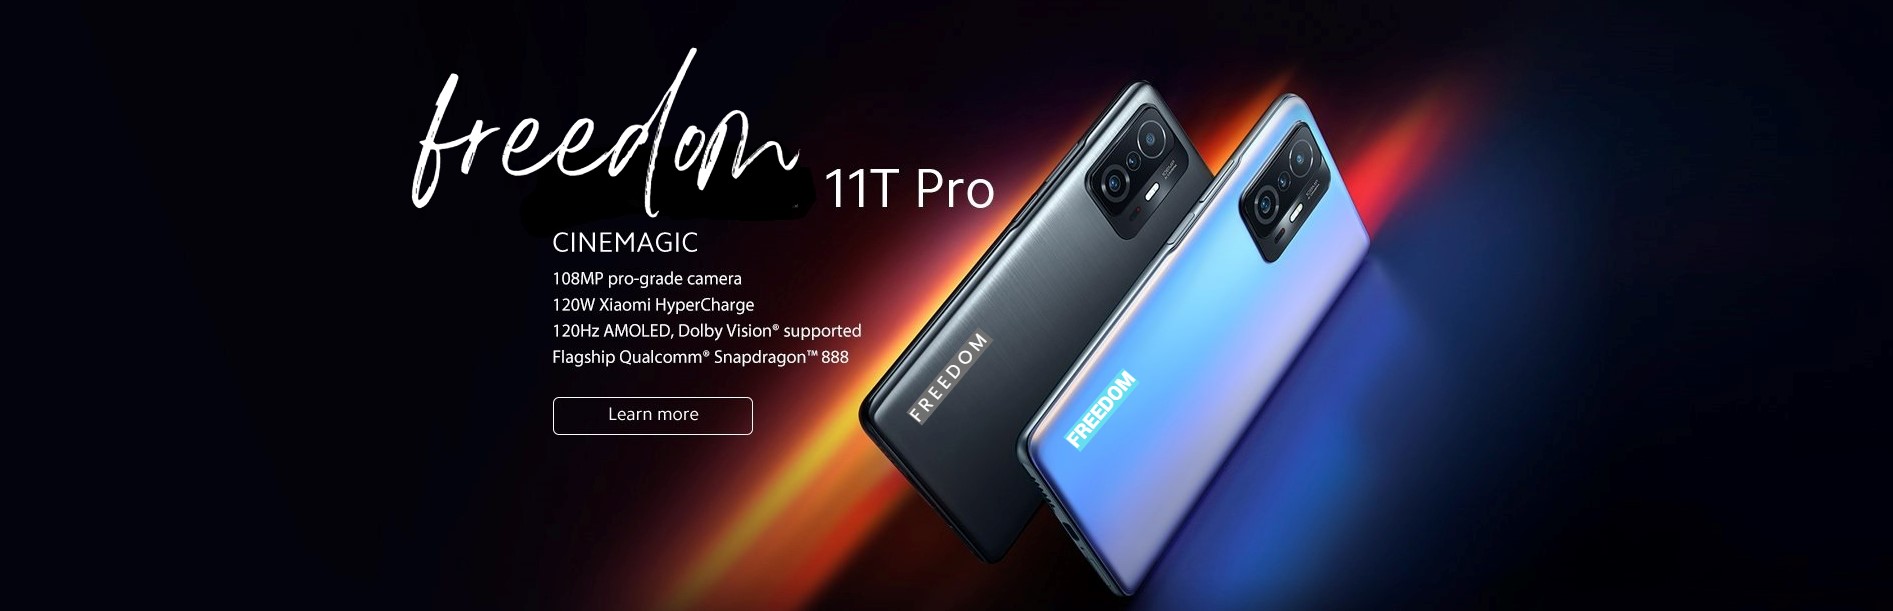 freedom 11T Pro
CINEMAGIC
108MP pro-grade camera
120W Xiaomi HyperCharge
120Hz AMOLED, Dolby Vision® supported
Flagship Qualcomm® Snapdragon™ 888
Learn more
FREEDOM
FREEDOM